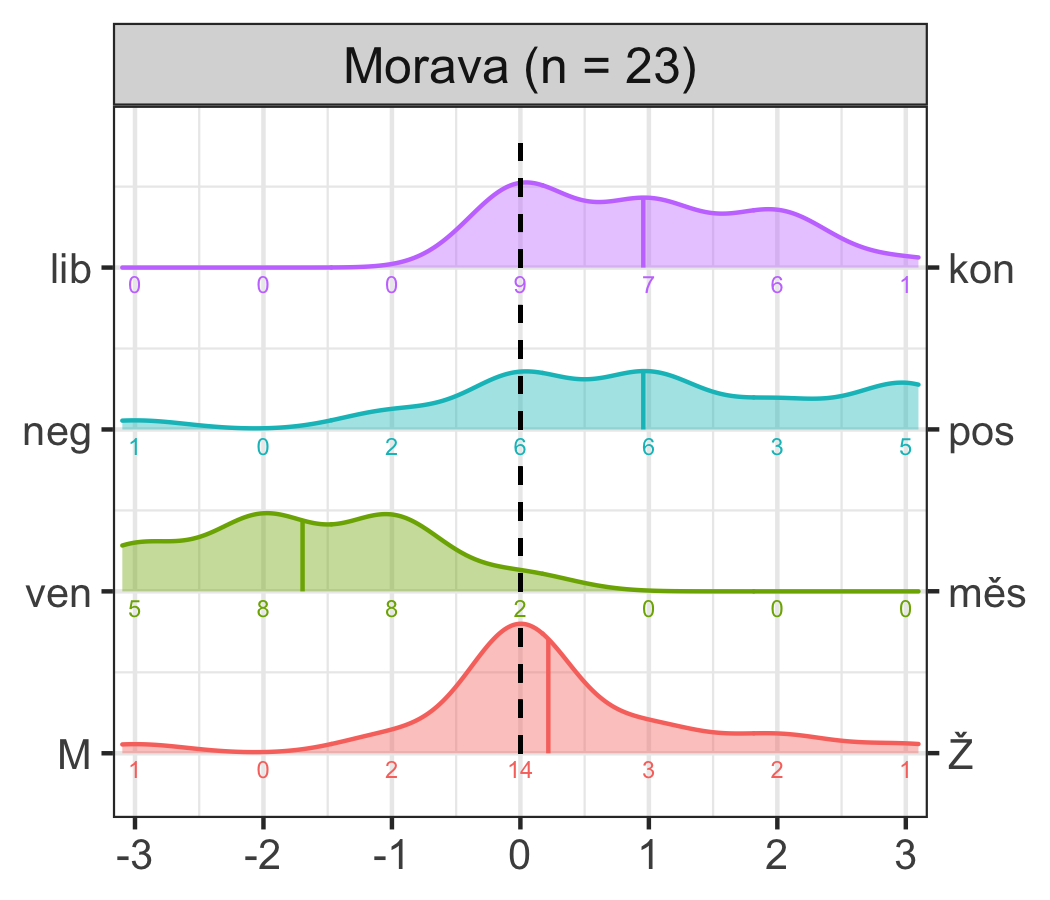 Morava (n = 23)
lib kon
0 0 0 9 7 6 1
neg pos
1 0 2 6 6 3 5
ven měs
5 8 8 2 0 0 0
M Ž
1 0 2 14 3 2 1
-3 -2 -1 0 1 2 3